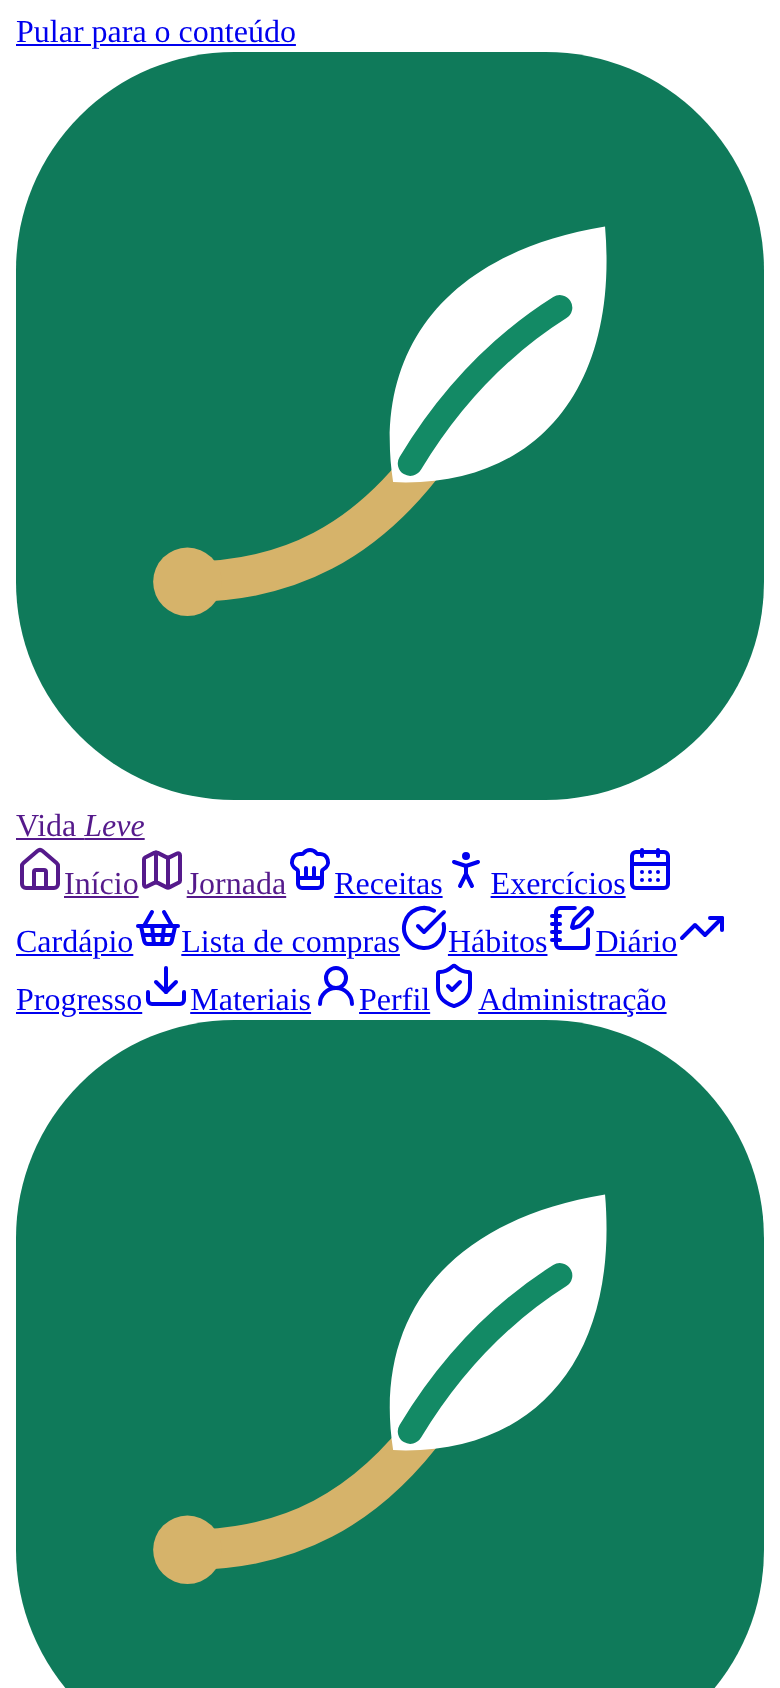 Pular para o conteúdo
Vida Leve
Início Jornada Receitas Exercícios
Cardápio Lista de compras Hábitos Diário
Progresso Materiais Perfil Administração